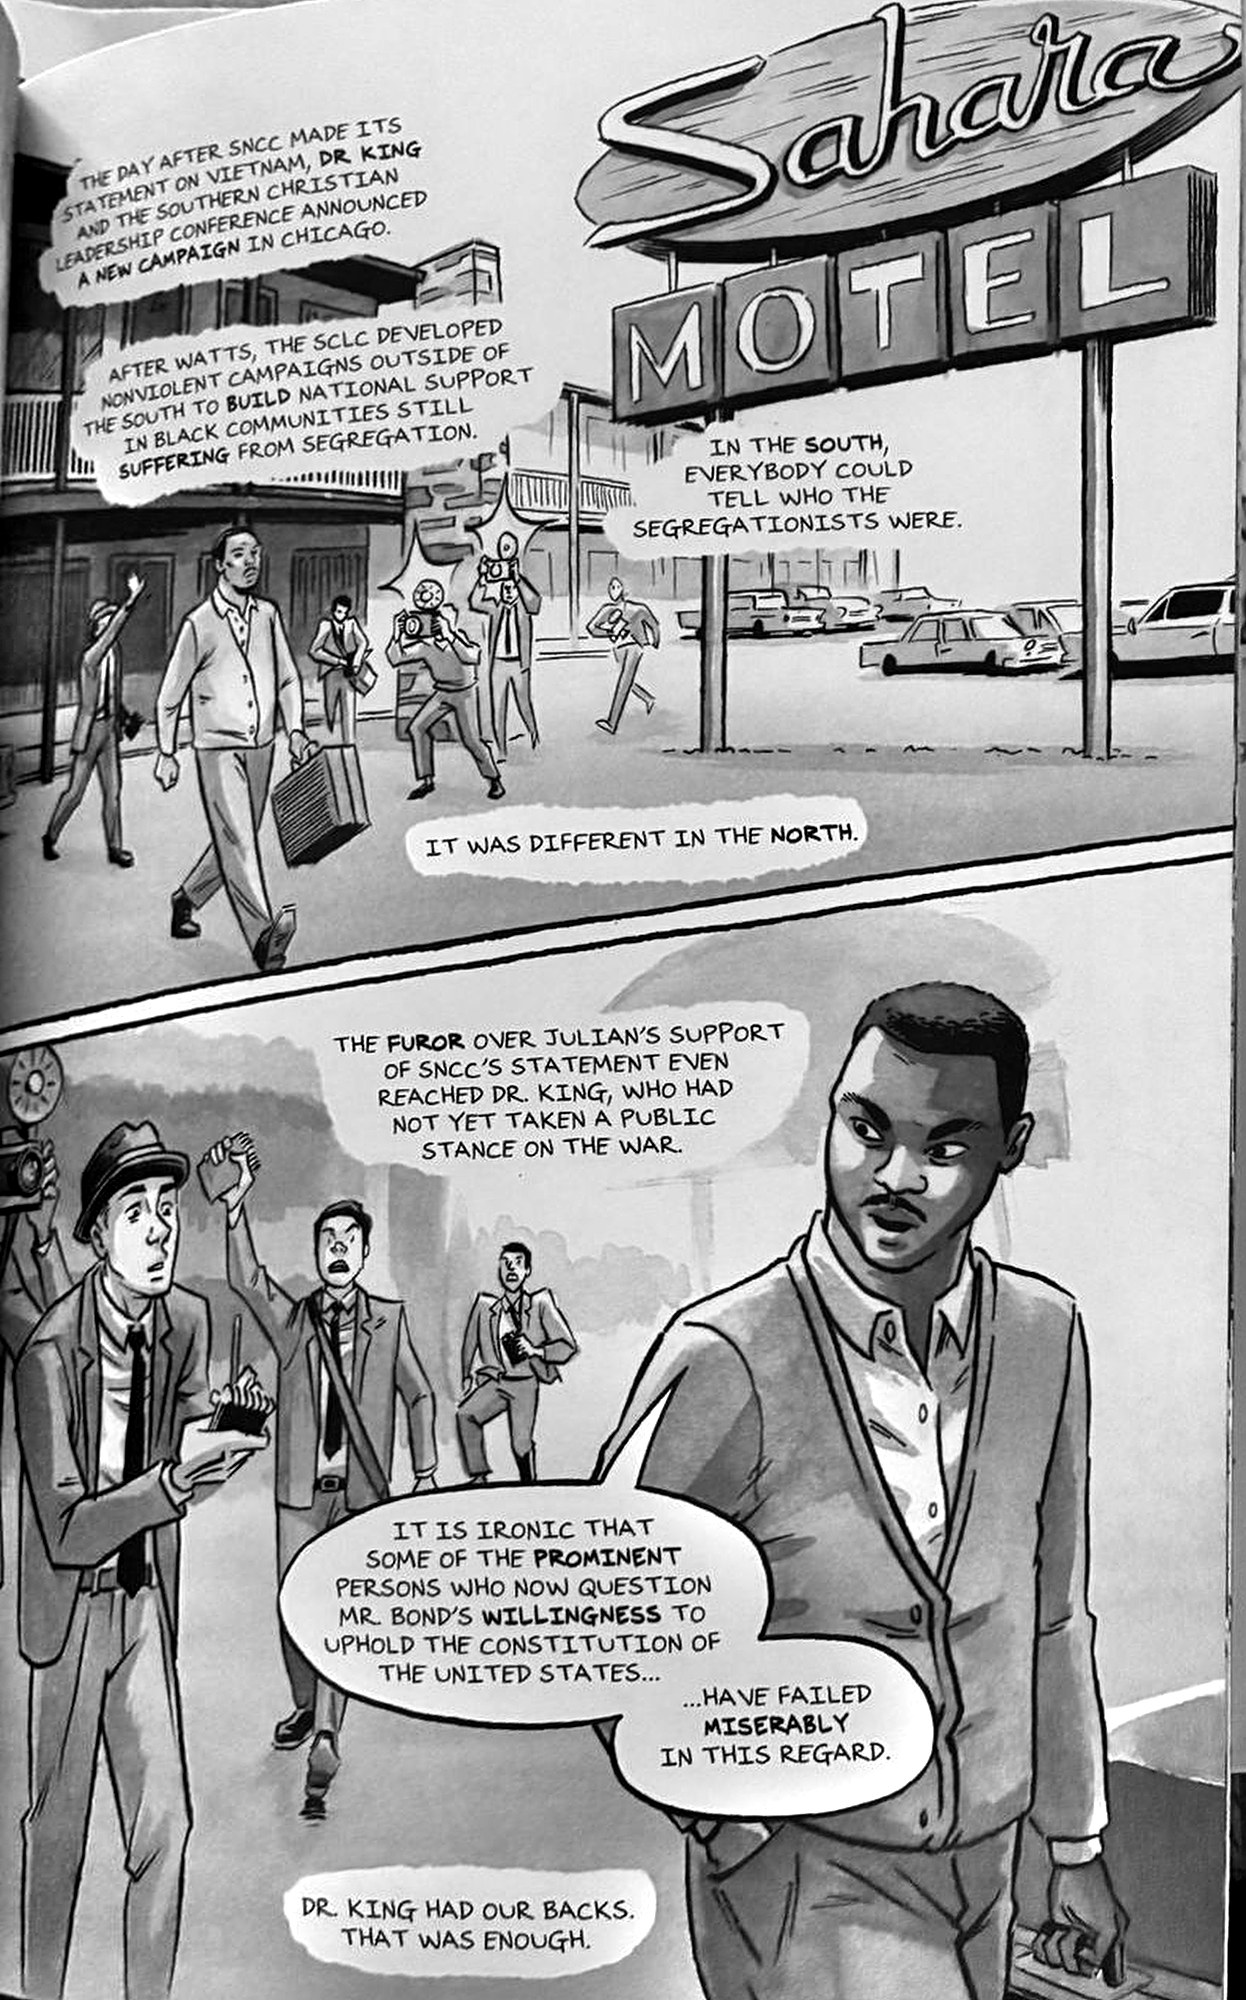 Sahara
MOTEL
THE DAY AFTER SNCC MADE ITS
STATEMENT ON VIETNAM, DR. KING
AND THE SOUTHERN CHRISTIAN
LEADERSHIP CONFERENCE ANNOUNCED
A NEW CAMPAIGN IN CHICAGO.
AFTER WATTS, THE SCLC DEVELOPED
NONVIOLENT CAMPAIGNS OUTSIDE OF
THE SOUTH TO BUILD NATIONAL SUPPORT
IN BLACK COMMUNITIES STILL
SUFFERING FROM SEGREGATION.
IN THE SOUTH,
EVERYBODY COULD
TELL WHO THE
SEGREGATIONISTS WERE.
IT WAS DIFFERENT IN THE NORTH.
THE FUROR OVER JULIAN'S SUPPORT
OF SNCC'S STATEMENT EVEN
REACHED DR. KING, WHO HAD
NOT YET TAKEN A PUBLIC
STANCE ON THE WAR.
IT IS IRONIC THAT
SOME OF THE PROMINENT
PERSONS WHO NOW QUESTION
MR. BOND'S WILLINGNESS TO
UPHOLD THE CONSTITUTION OF
THE UNITED STATES...
...HAVE FAILED
MISERABLY
IN THIS REGARD.
DR. KING HAD OUR BACKS.
THAT WAS ENOUGH.